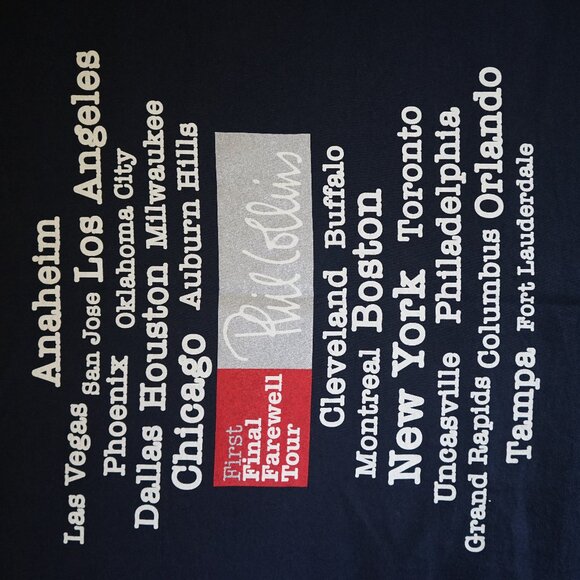 Anaheim
Las Vegas San Jose Los Angeles
Phoenix Oklahoma City
Dallas Houston Milwaukee
Chicago Auburn Hills
First
Final
Farewell
Tour
Phil Collins
Cleveland Buffalo
Montreal Boston
New York Toronto
Uncasville Philadelphia
Grand Rapids Columbus Orlando
Tampa Fort Lauderdale